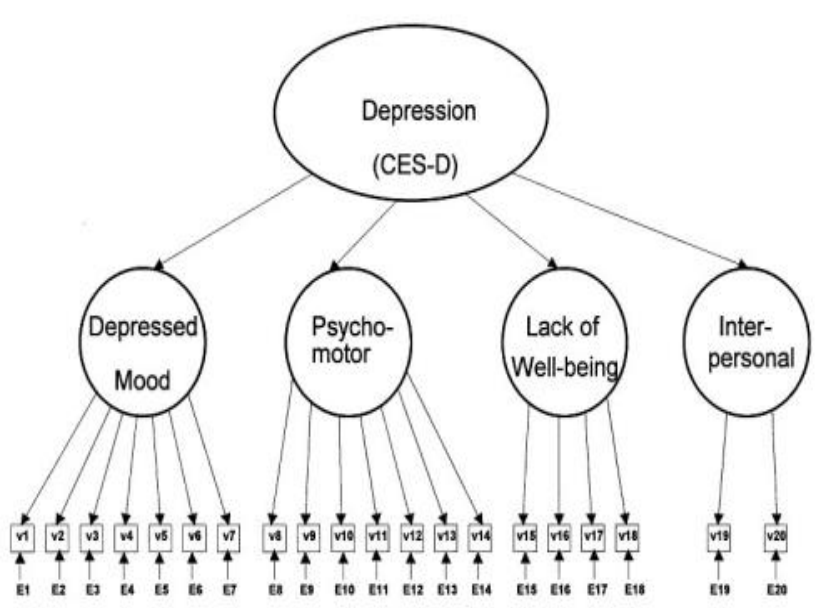 Depression
(CES-D)
Depressed
Mood
Psycho-
motor
Lack of
Well-being
Inter-
personal
v1 v2 v3 v4 v5 v6 v7 v8 v9 v10 v11 v12 v13 v14 v15 v16 v17 v18 v19 v20
E1 E2 E3 E4 E5 E6 E7 E8 E9 E10 E11 E12 E13 E14 E15 E16 E17 E18 E19 E20